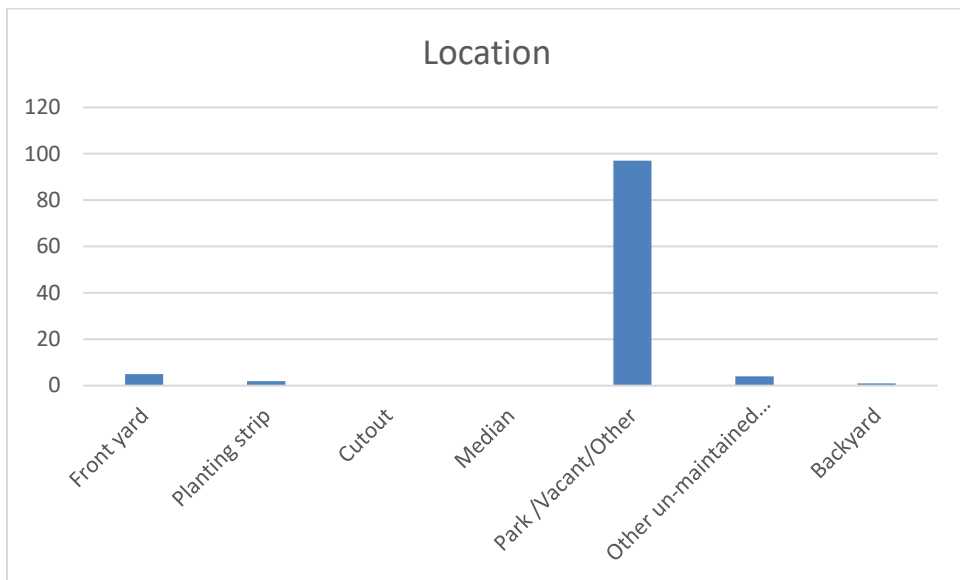 Location
120
100
80
60
40
20
0
Front yard
Planting strip
Cutout
Median
Park /Vacant/Other
Other un-maintained...
Backyard